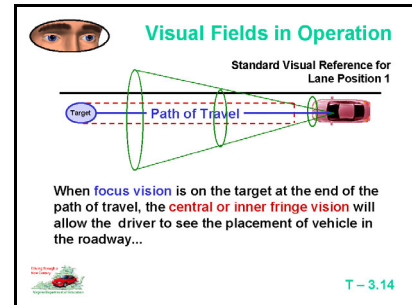 Visual Fields in Operation
Standard Visual Reference for
Lane Position 1
Target
Path of Travel
When focus vision is on the target at the end of the
path of travel, the central or inner fringe vision will
allow the driver to see the placement of vehicle in
the roadway...
T – 3.14